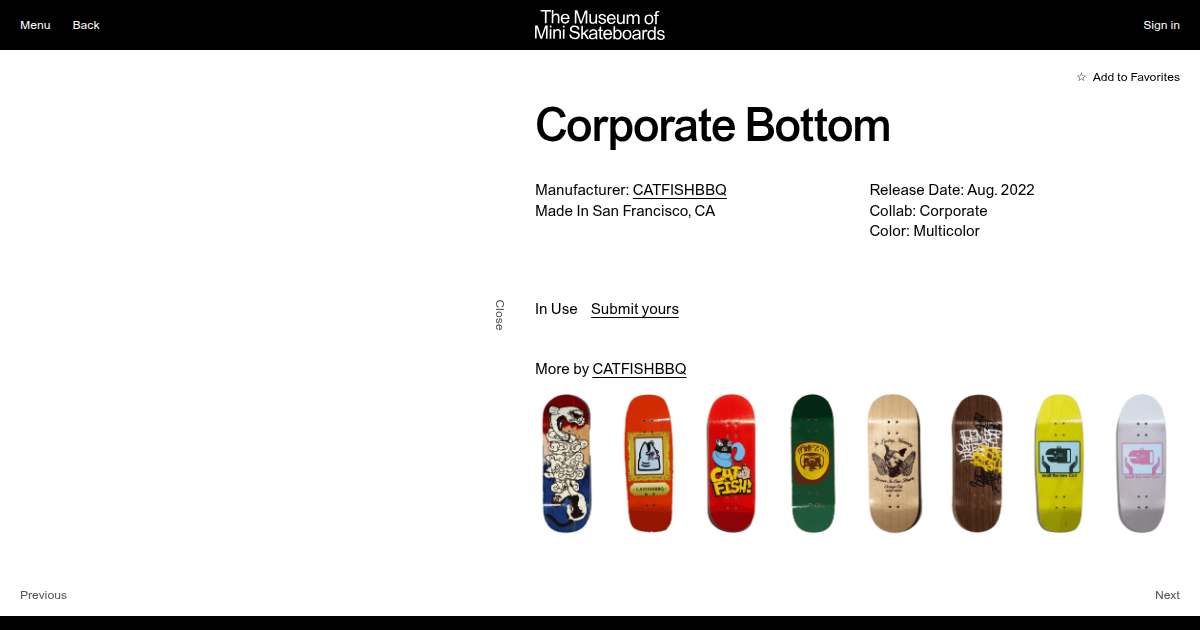 Menu
Back
The Museum of
Mini Skateboards
Sign in
☆ Add to Favorites
Corporate Bottom
Manufacturer: CATFISHBBQ
Made In San Francisco, CA
Release Date: Aug. 2022
Collab: Corporate
Color: Multicolor
Close
In Use
Submit yours
More by CATFISHBBQ
CATFISHBBQ
CAT
FISH!
Previous
Next